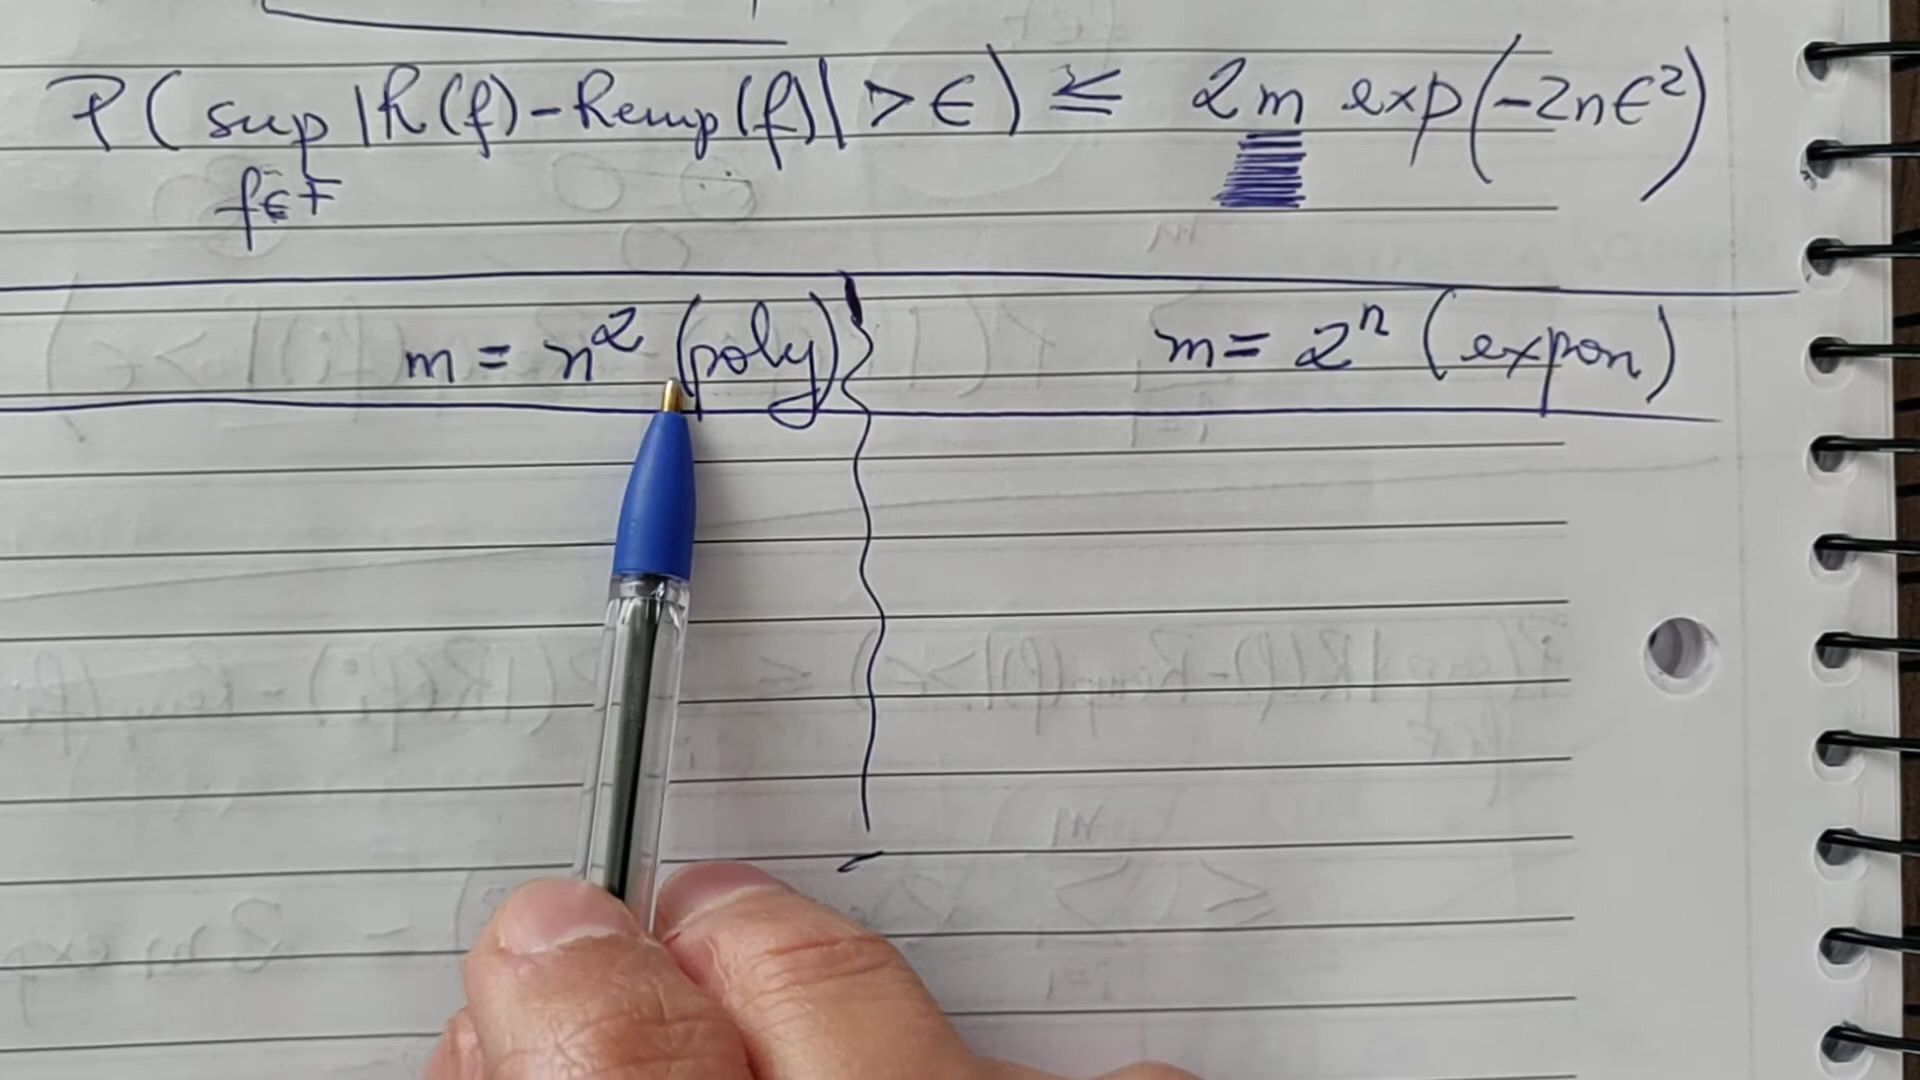 P(sup |R(f)-Remp(f)| > ϵ) ≤ 2m exp(-2nϵ²)
f∈F
m = n² (poly)
m = 2ⁿ (expon)